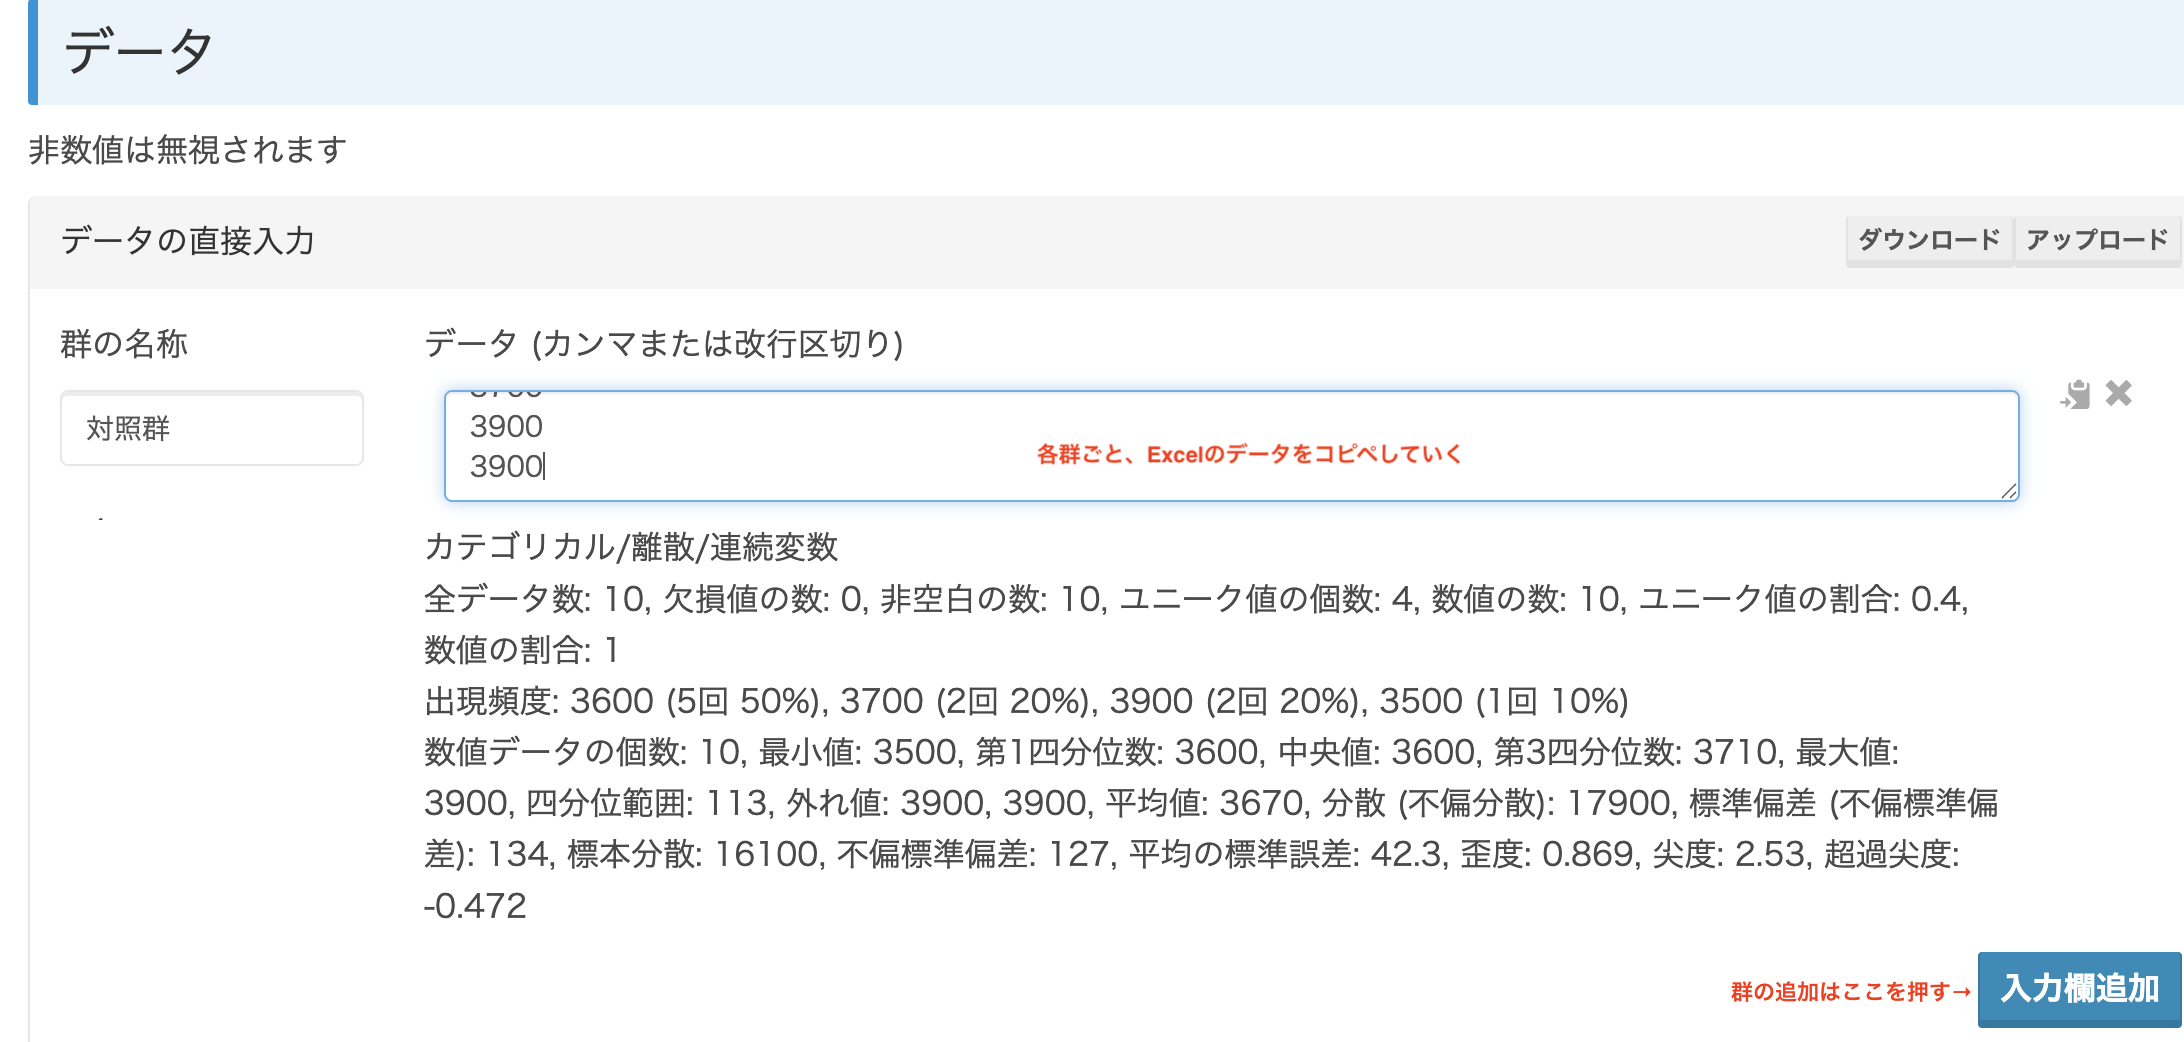 データ
非数値は無視されます
データの直接入力
ダウンロード アップロード
群の名称
データ (カンマまたは改行区切り)
対照群
3900
3900
各群ごと、Excelのデータをコピペしていく
カテゴリカル/離散/連続変数
全データ数: 10, 欠損値の数: 0, 非空白の数: 10, ユニーク値の個数: 4, 数値の数: 10, ユニーク値の割合: 0.4,
数値の割合: 1
出現頻度: 3600 (5回 50%), 3700 (2回 20%), 3900 (2回 20%), 3500 (1回 10%)
数値データの個数: 10, 最小値: 3500, 第1四分位数: 3600, 中央値: 3600, 第3四分位数: 3710, 最大値:
3900, 四分位範囲: 113, 外れ値: 3900, 3900, 平均値: 3670, 分散 (不偏分散): 17900, 標準偏差 (不偏標準偏
差): 134, 標本分散: 16100, 不偏標準偏差: 127, 平均の標準誤差: 42.3, 歪度: 0.869, 尖度: 2.53, 超過尖度:
-0.472
群の追加はここを押す→
入力欄追加